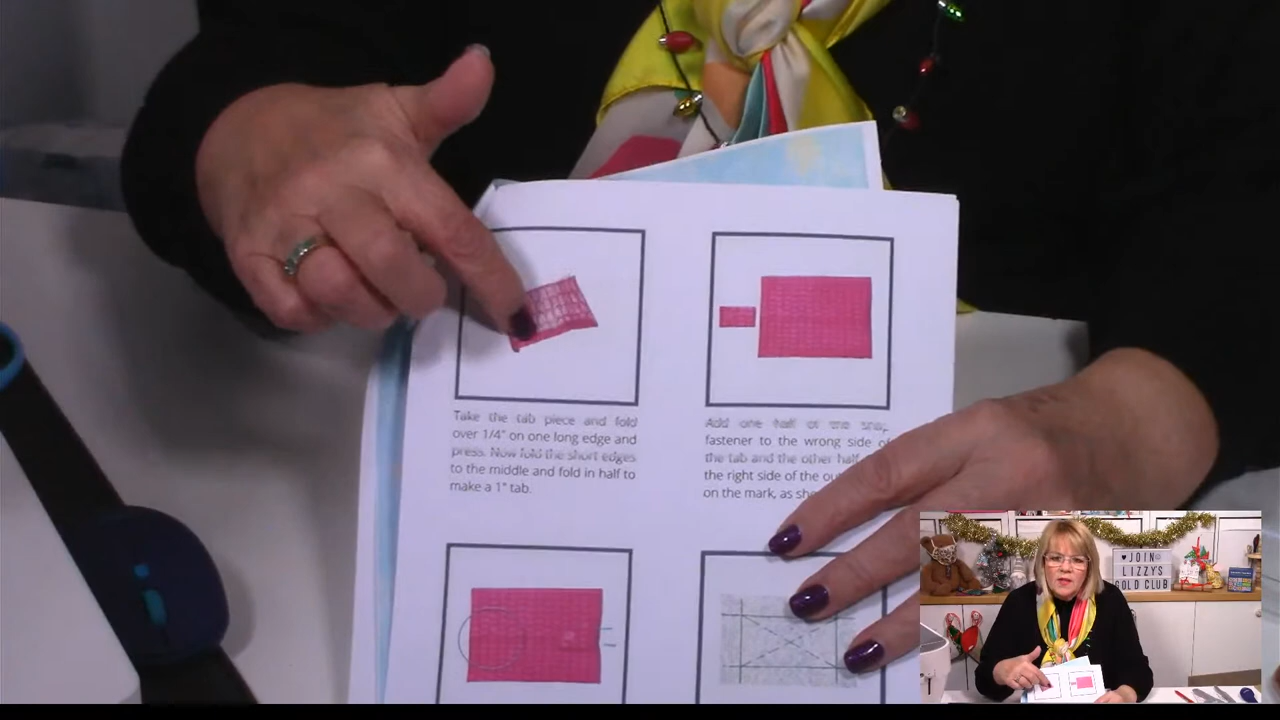 Take the tab piece and fold
over 1/4" on one long edge and
press. Now fold the short edges
to the middle and fold in half to
make a 1" tab.
Add one half of the snap
fastener to the wrong side of
the tab and the other half
the right side of the
on the mark, as
♥JOIN
LIZZY'S
GOLD CLUB